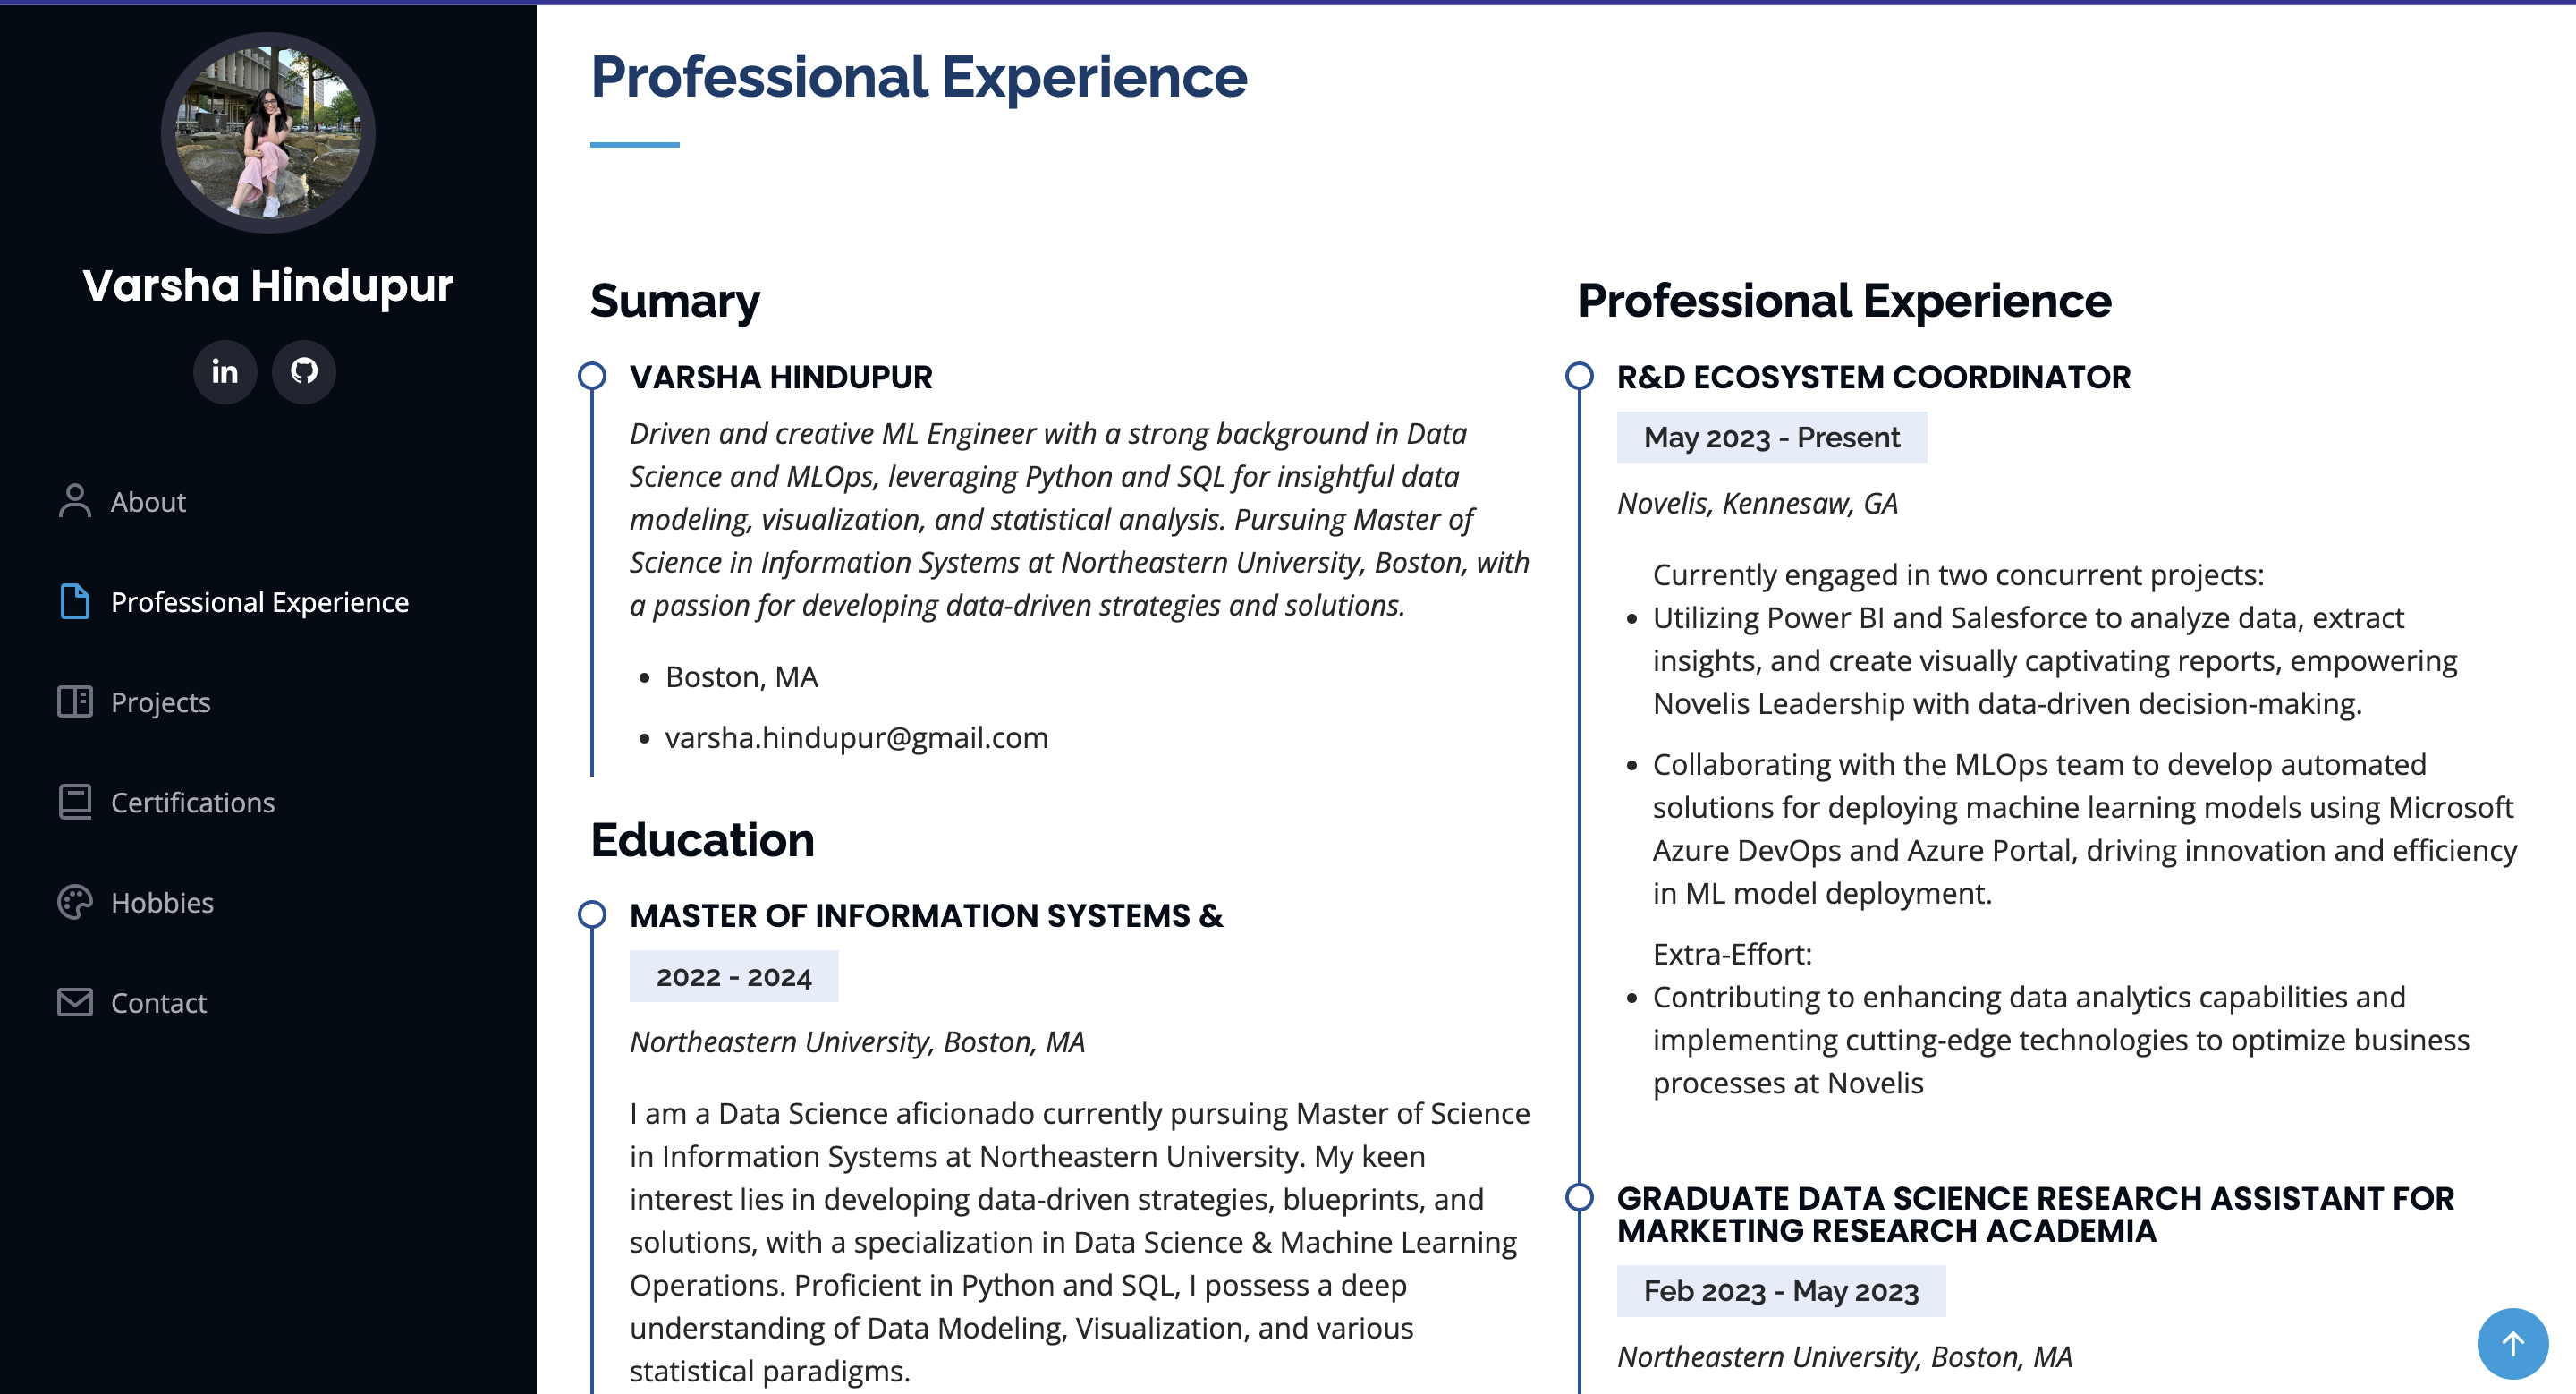 Varsha Hindupur
in
About
Professional Experience
Projects
Certifications
Hobbies
Contact
Professional Experience
Sumary
VARSHA HINDUPUR
Driven and creative ML Engineer with a strong background in Data
Science and MLOps, leveraging Python and SQL for insightful data
modeling, visualization, and statistical analysis. Pursuing Master of
Science in Information Systems at Northeastern University, Boston, with
a passion for developing data-driven strategies and solutions.
• Boston, MA
• varsha.hindupur@gmail.com
Education
MASTER OF INFORMATION SYSTEMS &
2022 - 2024
Northeastern University, Boston, MA
I am a Data Science aficionado currently pursuing Master of Science
in Information Systems at Northeastern University. My keen
interest lies in developing data-driven strategies, blueprints, and
solutions, with a specialization in Data Science & Machine Learning
Operations. Proficient in Python and SQL, I possess a deep
understanding of Data Modeling, Visualization, and various
statistical paradigms.
Professional Experience
R&D ECOSYSTEM COORDINATOR
May 2023 - Present
Novelis, Kennesaw, GA
Currently engaged in two concurrent projects:
• Utilizing Power BI and Salesforce to analyze data, extract
insights, and create visually captivating reports, empowering
Novelis Leadership with data-driven decision-making.
• Collaborating with the MLOps team to develop automated
solutions for deploying machine learning models using Microsoft
Azure DevOps and Azure Portal, driving innovation and efficiency
in ML model deployment.
Extra-Effort:
• Contributing to enhancing data analytics capabilities and
implementing cutting-edge technologies to optimize business
processes at Novelis
GRADUATE DATA SCIENCE RESEARCH ASSISTANT FOR
MARKETING RESEARCH ACADEMIA
Feb 2023 - May 2023
Northeastern University, Boston, MA